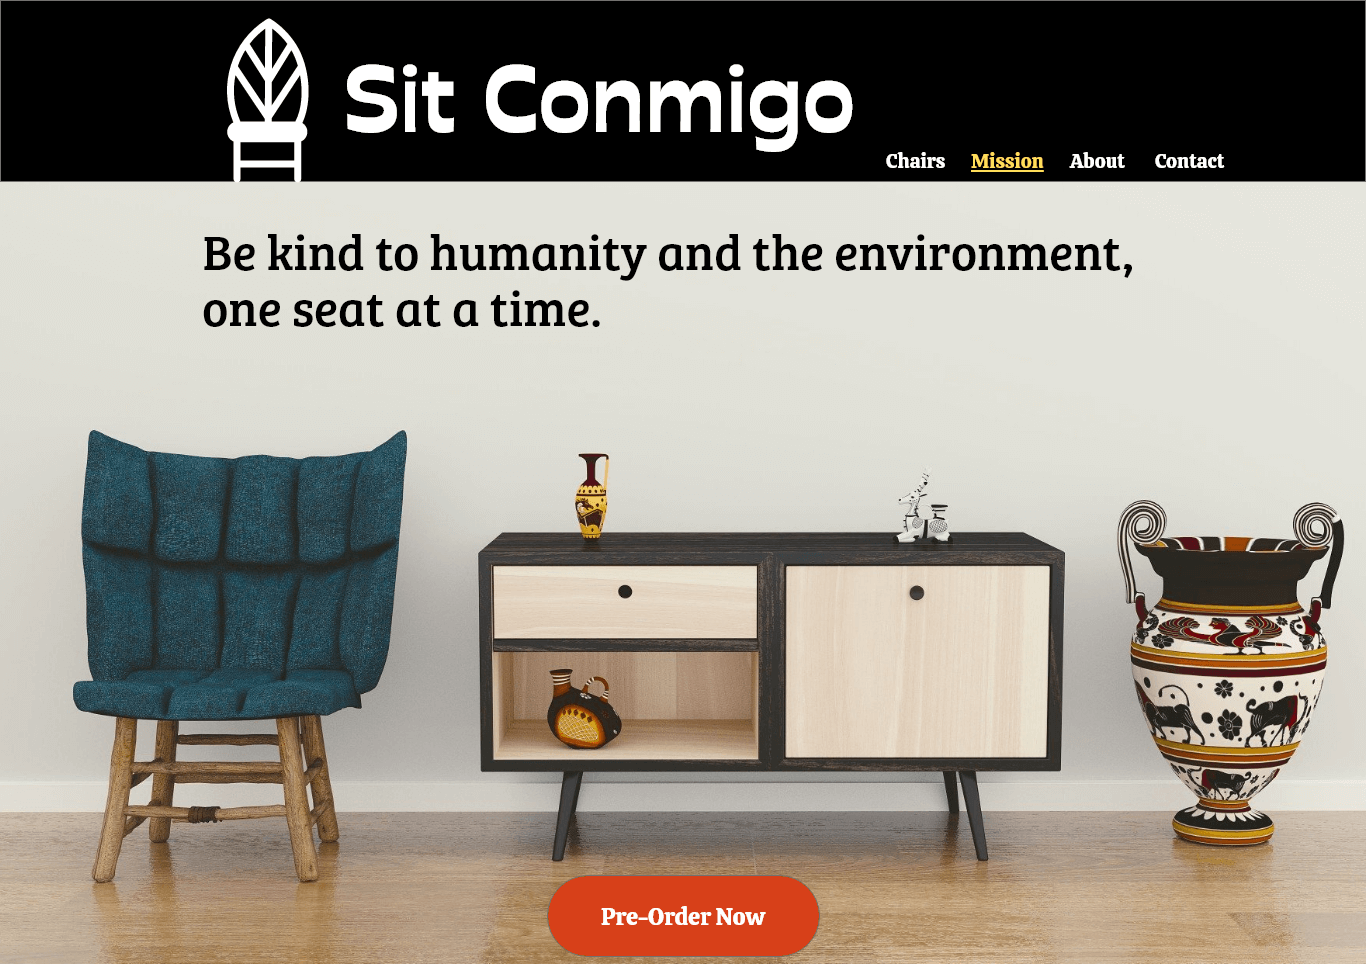 Sit Conmigo
Chairs Mission About Contact
Be kind to humanity and the environment,
one seat at a time.
Pre-Order Now